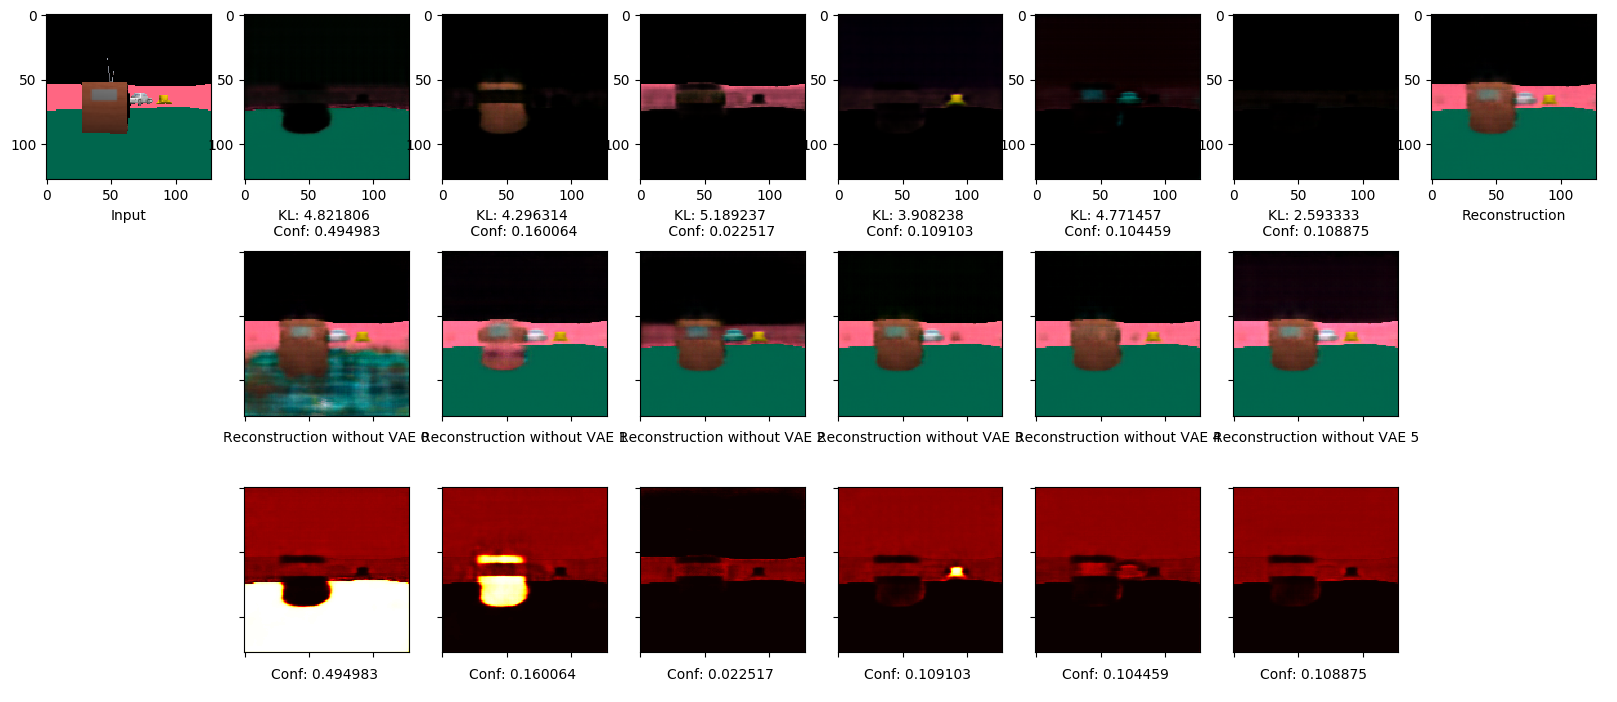 0
50
100
0 50 100
Input
0
50
100
0 50 100
KL: 4.821806
Conf: 0.494983
0
50
100
0 50 100
KL: 4.296314
Conf: 0.160064
0
50
100
0 50 100
KL: 5.189237
Conf: 0.022517
0
50
100
0 50 100
KL: 3.908238
Conf: 0.109103
0
50
100
0 50 100
KL: 4.771457
Conf: 0.104459
0
50
100
0 50 100
KL: 2.593333
Conf: 0.108875
0
50
100
0 50 100
Reconstruction
Reconstruction without VAE 0
Reconstruction without VAE 1
Reconstruction without VAE 2
Reconstruction without VAE 3
Reconstruction without VAE 4
Reconstruction without VAE 5
Conf: 0.494983
Conf: 0.160064
Conf: 0.022517
Conf: 0.109103
Conf: 0.104459
Conf: 0.108875